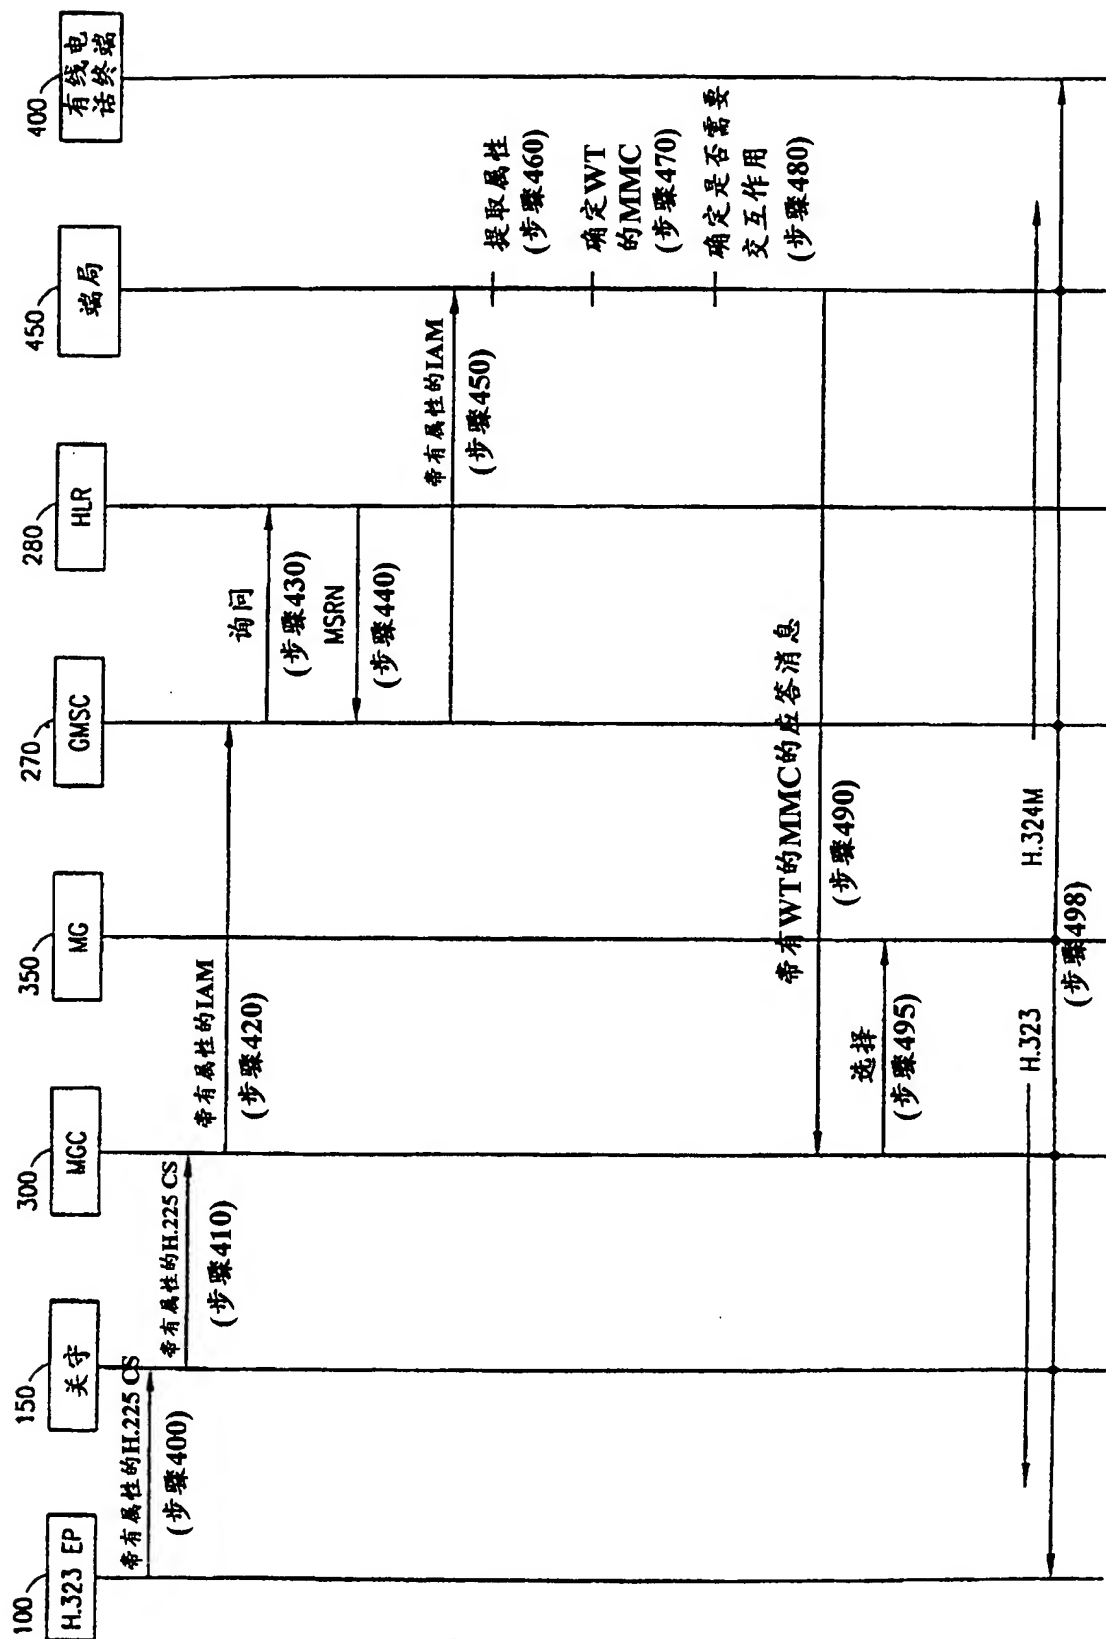 100
H.323 EP
150
关守
300
MGC
350
MG
270
GMSC
280
HLR
450
端局
400
有线电
话终端
带有属性的H.225 CS
(步骤400)
带有属性的H.225 CS
(步骤410)
带有属性的IAM
(步骤420)
询问
(步骤430)
MSRN
(步骤440)
带有属性的IAM
(步骤450)
提取属性
(步骤460)
确定WT
的MMC
(步骤470)
确定是否需要
交互作用
(步骤480)
带有WT的MMC的应答消息
(步骤490)
选择
(步骤495)
H.323
H.324M
(步骤498)